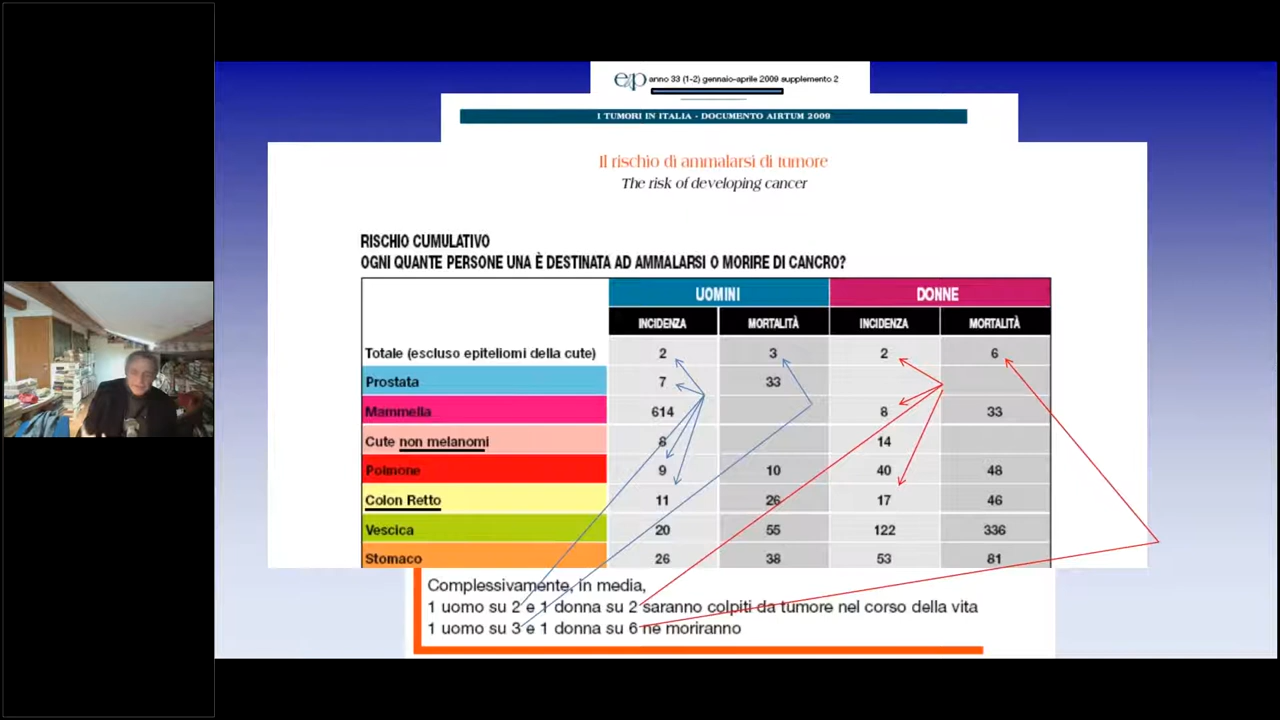 e&p anno 33 (1-2) gennaio-aprile 2009 supplemento 2
I TUMORI IN ITALIA - DOCUMENTO AIRTUM 2009
Il rischio di ammalarsi di tumore
The risk of developing cancer
RISCHIO CUMULATIVO
OGNI QUANTE PERSONE UNA È DESTINATA AD AMMALARSI O MORIRE DI CANCRO?
UOMINI DONNE
INCIDENZA MORTALITÀ INCIDENZA MORTALITÀ
Totale (escluso epiteliomi della cute) 2 3 2 6
Prostata 7 33
Mammella 614 8 33
Cute non melanomi 8 14
Polmone 9 10 40 48
Colon Retto 11 26 17 46
Vescica 20 55 122 336
Stomaco 26 38 53 81
Complessivamente, in media,
1 uomo su 2 e 1 donna su 2 saranno colpiti da tumore nel corso della vita
1 uomo su 3 e 1 donna su 6 ne moriranno